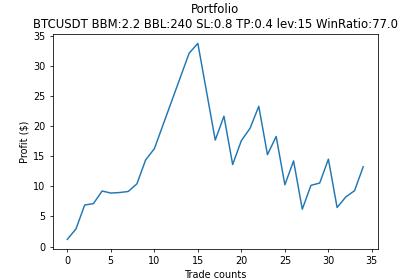 Portfolio
BTCUSDT BBM:2.2 BBL:240 SL:0.8 TP:0.4 lev:15 WinRatio:77.0
35
30
25
20
15
10
5
0
Profit ($)
0 5 10 15 20 25 30 35
Trade counts